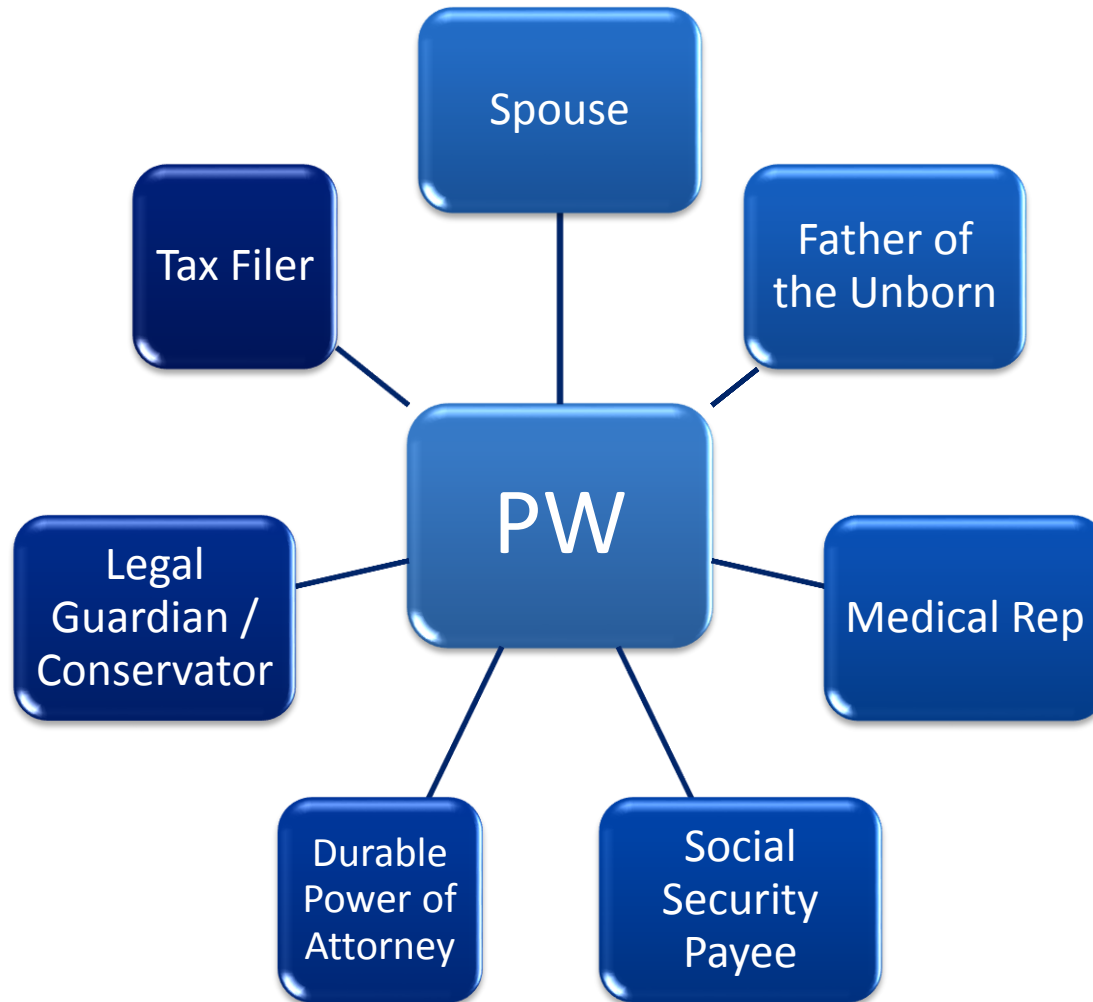 Spouse
Tax Filer
Father of
the Unborn
PW
Legal
Guardian /
Conservator
Medical Rep
Durable
Power of
Attorney
Social
Security
Payee